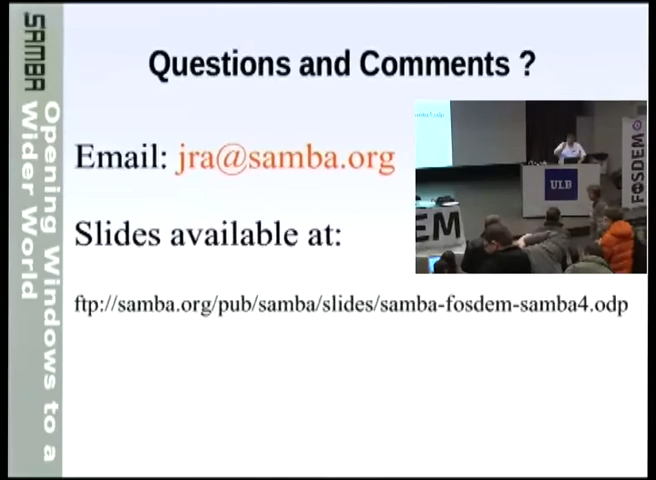 SAMBA
Opening Windows to a
Wider World
Questions and Comments ?
Email: jra@samba.org
Slides available at:
ftp://samba.org/pub/samba/slides/samba-fosdem-samba4.odp
ULB
FOSDEM
DEM